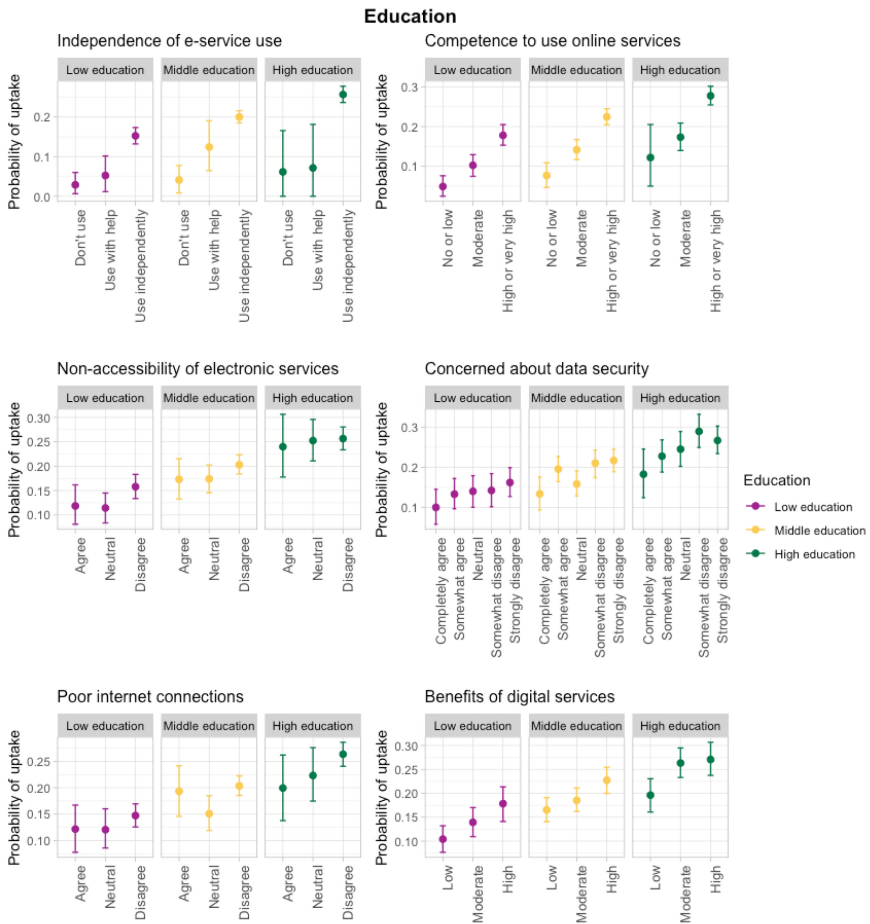 Education
Independence of e-service use
Low education Middle education High education
Probability of uptake
0.2
0.1
0.0
Don't use
Use with help
Use independently
Don't use
Use with help
Use independently
Don't use
Use with help
Use independently
Competence to use online services
Low education Middle education High education
Probability of uptake
0.3
0.2
0.1
No or low
Moderate
High or very high
No or low
Moderate
High or very high
No or low
Moderate
High or very high
Non-accessibility of electronic services
Low education Middle education High education
Probability of uptake
0.30
0.25
0.20
0.15
0.10
Agree
Neutral
Disagree
Agree
Neutral
Disagree
Agree
Neutral
Disagree
Concerned about data security
Low education Middle education High education
Probability of uptake
0.3
0.2
0.1
Completely agree
Somewhat agree
Neutral
Somewhat disagree
Strongly disagree
Completely agree
Somewhat agree
Neutral
Somewhat disagree
Strongly disagree
Completely agree
Somewhat agree
Neutral
Somewhat disagree
Strongly disagree
Education
Low education
Middle education
High education
Poor internet connections
Low education Middle education High education
Probability of uptake
0.25
0.20
0.15
0.10
Agree
Neutral
Disagree
Agree
Neutral
Disagree
Agree
Neutral
Disagree
Benefits of digital services
Low education Middle education High education
Probability of uptake
0.30
0.25
0.20
0.15
0.10
Low
Moderate
High
Low
Moderate
High
Low
Moderate
High